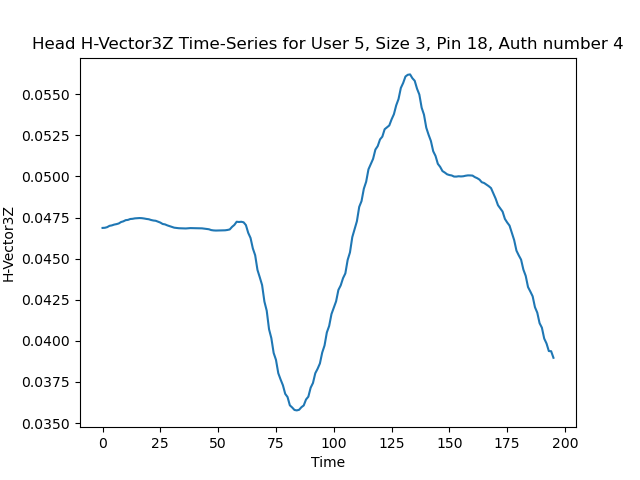 Head H-Vector3Z Time-Series for User 5, Size 3, Pin 18, Auth number 4
H-Vector3Z
0.0550
0.0525
0.0500
0.0475
0.0450
0.0425
0.0400
0.0375
0.0350
0 25 50 75 100 125 150 175 200
Time